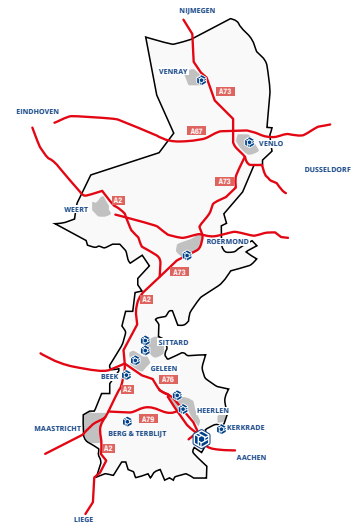 NIJMEGEN
VENRAY
A73
EINDHOVEN
A67
VENLO
DUSSELDORF
A73
A2
WEERT
ROERMOND
A73
A2
SITTARD
GELEEN
BEEK
A76
A2
HEERLEN
A79
MAASTRICHT
BERG & TERBLIJT
KERKRADE
A2
AACHEN
LIEGE